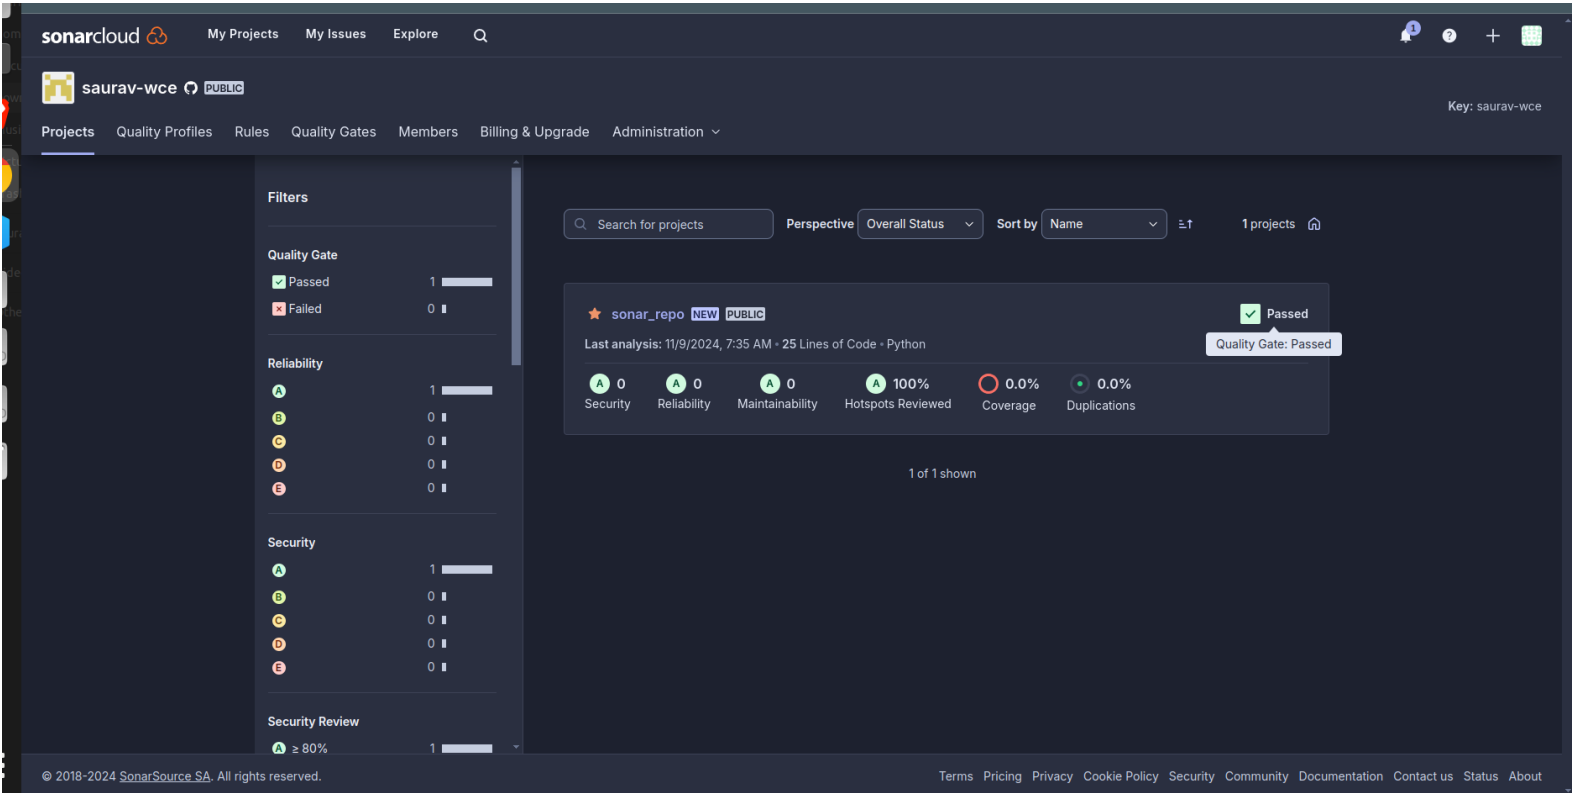 sonarcloud My Projects My Issues Explore 1
saurav-wce PUBLIC
Key: saurav-wce
Projects Quality Profiles Rules Quality Gates Members Billing & Upgrade Administration
Filters
Quality Gate
Passed 1
Failed 0
Reliability
A 1
B 0
C 0
D 0
E 0
Security
A 1
B 0
C 0
D 0
E 0
Security Review
A ≥ 80% 1
Search for projects Perspective Overall Status Sort by Name 1 projects
sonar_repo NEW PUBLIC Passed
Last analysis: 11/9/2024, 7:35 AM • 25 Lines of Code • Python
Quality Gate: Passed
A 0 A 0 A 0 A 100% 0.0% 0.0%
Security Reliability Maintainability Hotspots Reviewed Coverage Duplications
1 of 1 shown
© 2018-2024 SonarSource SA. All rights reserved.
Terms Pricing Privacy Cookie Policy Security Community Documentation Contact us Status About